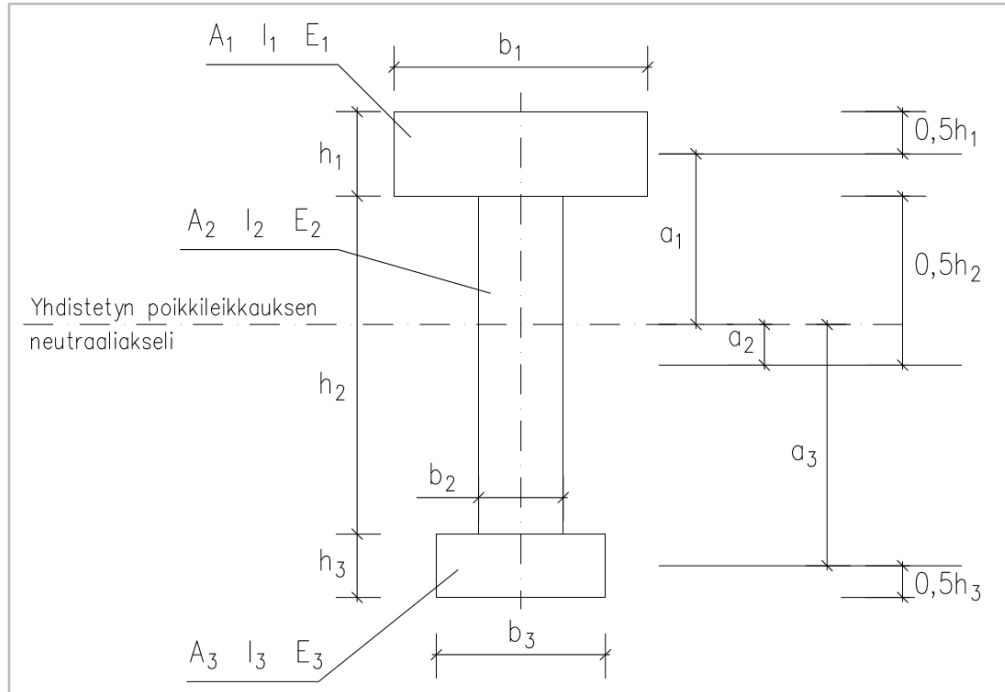 A₁ I₁ E₁
b₁
0,5h₁
h₁
a₁
A₂ I₂ E₂
0,5h₂
Yhdistetyn poikkileikkauksen
neutraaliakseli
a₂
h₂
a₃
b₂
h₃
0,5h₃
b₃
A₃ I₃ E₃